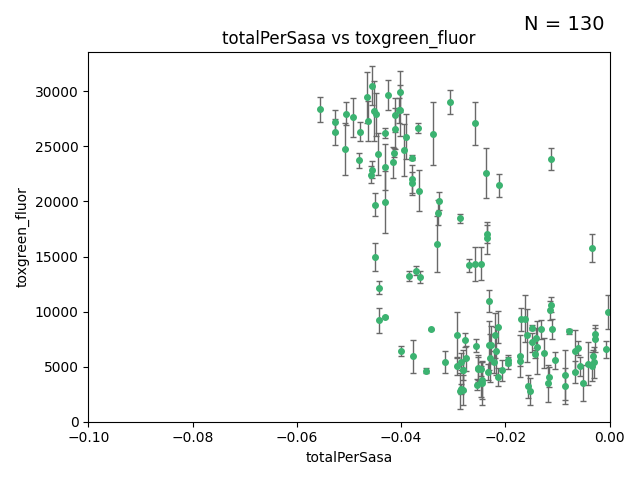 N = 130
totalPerSasa vs toxgreen_fluor
30000
25000
20000
15000
10000
5000
0
toxgreen_fluor
−0.10 −0.08 −0.06 −0.04 −0.02 0.00
totalPerSasa